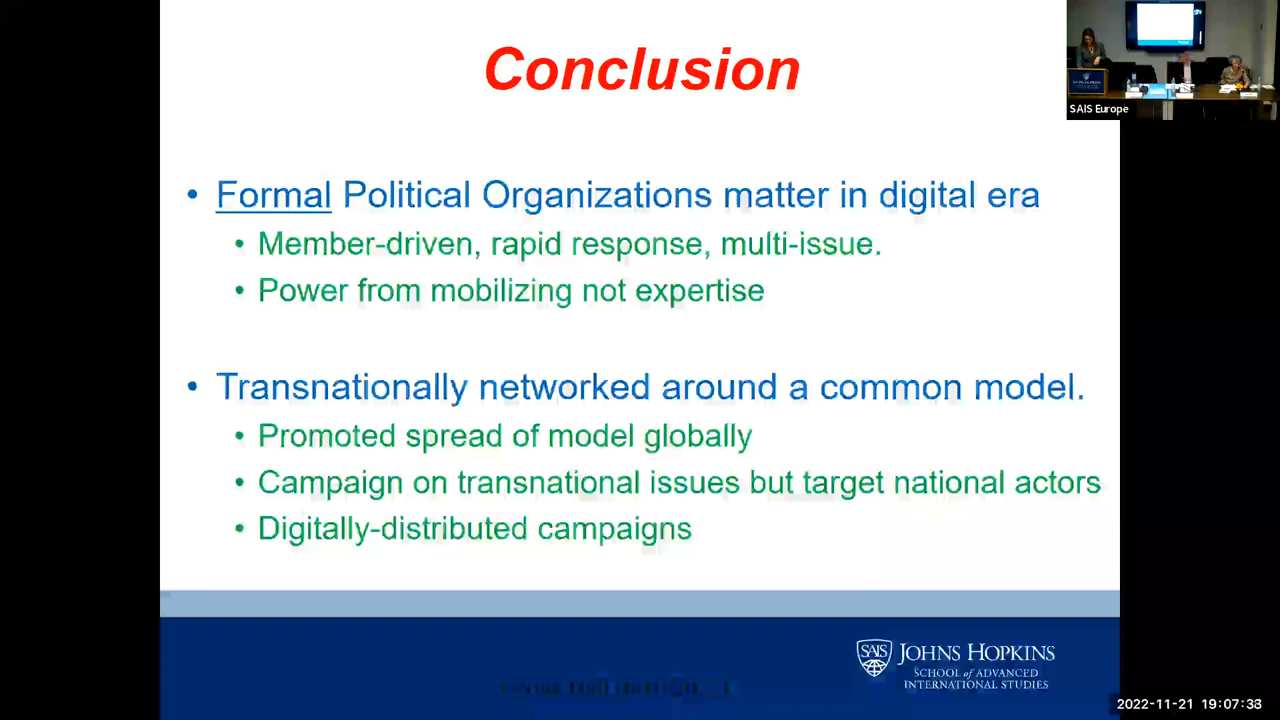 Conclusion
SAIS Europe
• Formal Political Organizations matter in digital era
• Member-driven, rapid response, multi-issue.
• Power from mobilizing not expertise
• Transnationally networked around a common model.
• Promoted spread of model globally
• Campaign on transnational issues but target national actors
• Digitally-distributed campaigns
SAIS
JOHNS HOPKINS
SCHOOL of ADVANCED
INTERNATIONAL STUDIES
2022-11-21 19:07:38